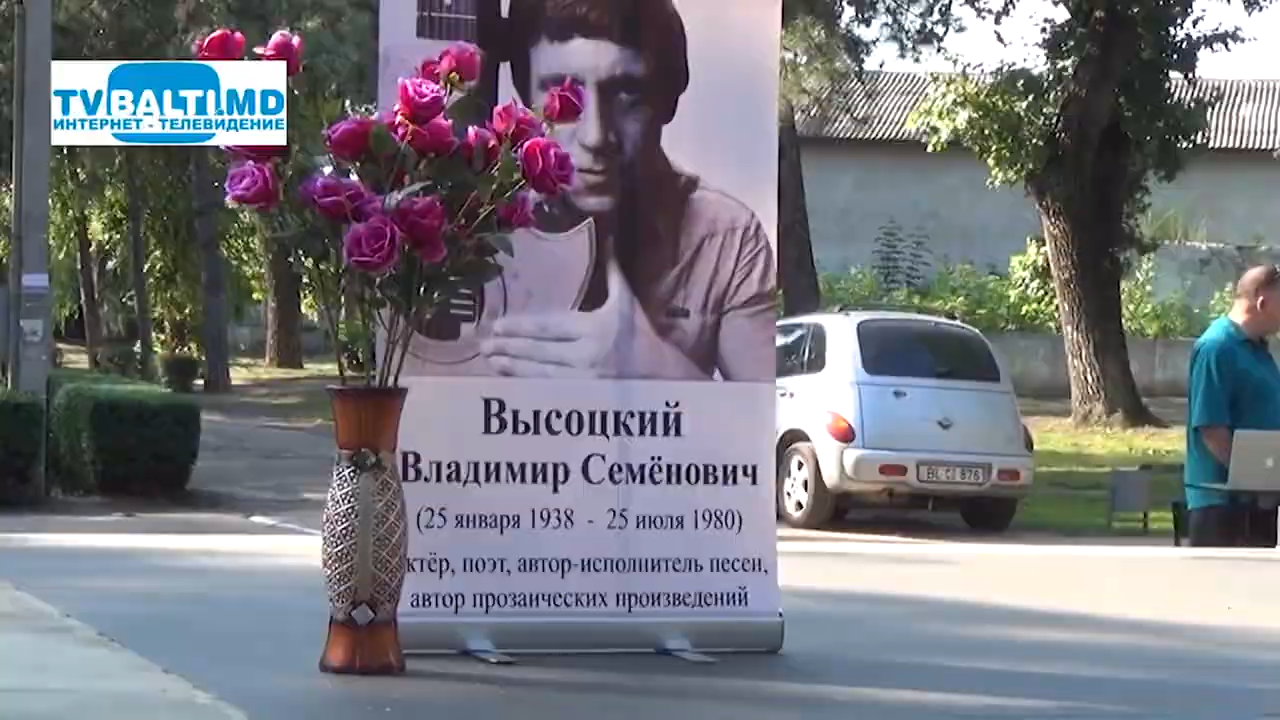 TVBALTI.MD
ИНТЕРНЕТ - ТЕЛЕВИДЕНИЕ
Высоцкий
Владимир Семёнович
(25 января 1938 - 25 июля 1980)
ктёр, поэт, автор-исполнитель песен,
автор прозаических произведений
BL CJ 876